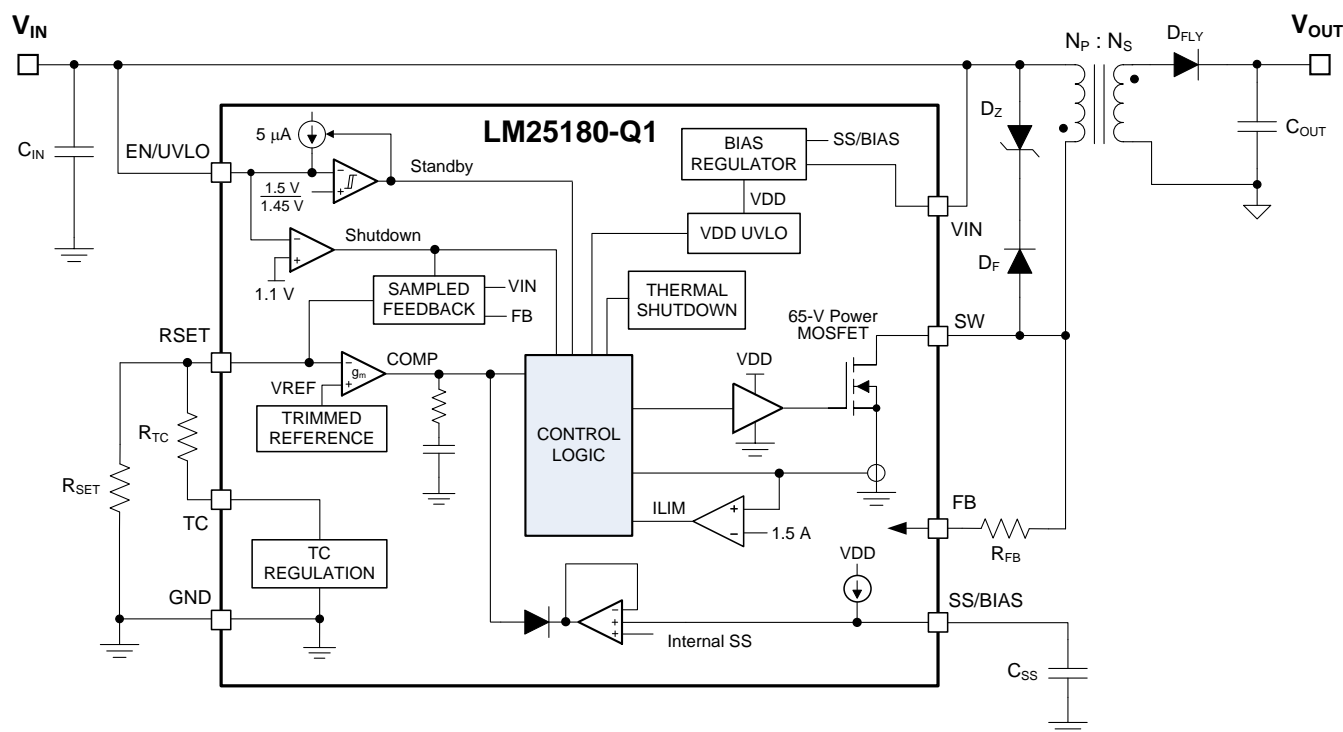 VIN
NP : NS
DFLY
VOUT
CIN
EN/UVLO
5 µA
LM25180-Q1
1.5 V
1.45 V
Standby
Shutdown
1.1 V
SAMPLED
FEEDBACK
VIN
FB
BIAS
REGULATOR
SS/BIAS
VDD
VDD UVLO
VIN
THERMAL
SHUTDOWN
DZ
DF
COUT
65-V Power
MOSFET
SW
RSET
gm
COMP
VREF
TRIMMED
REFERENCE
CONTROL
LOGIC
VDD
RTC
RSET
TC
TC
REGULATION
GND
ILIM
1.5 A
FB
RFB
VDD
SS/BIAS
Internal SS
CSS